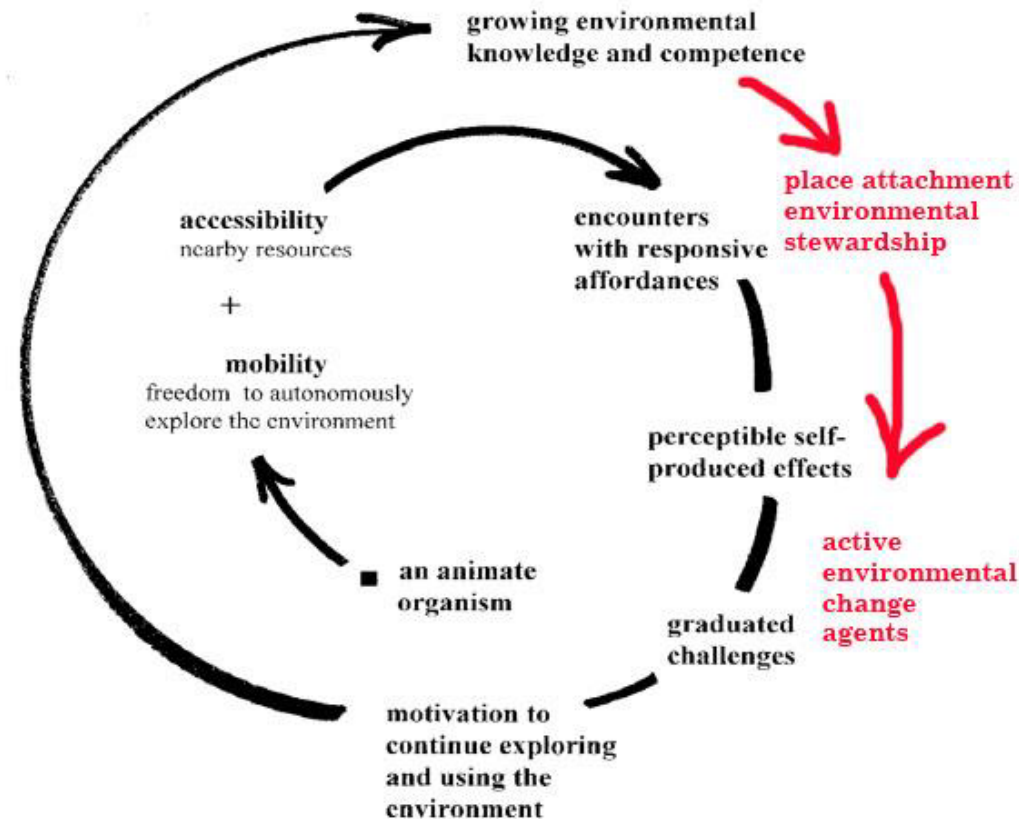 growing environmental
knowledge and competence
place attachment
environmental
stewardship
accessibility
nearby resources
+
mobility
freedom to autonomously
explore the environment
encounters
with responsive
affordances
perceptible self-
produced effects
an animate
organism
active
environmental
change
agents
graduated
challenges
motivation to
continue exploring
and using the
environment